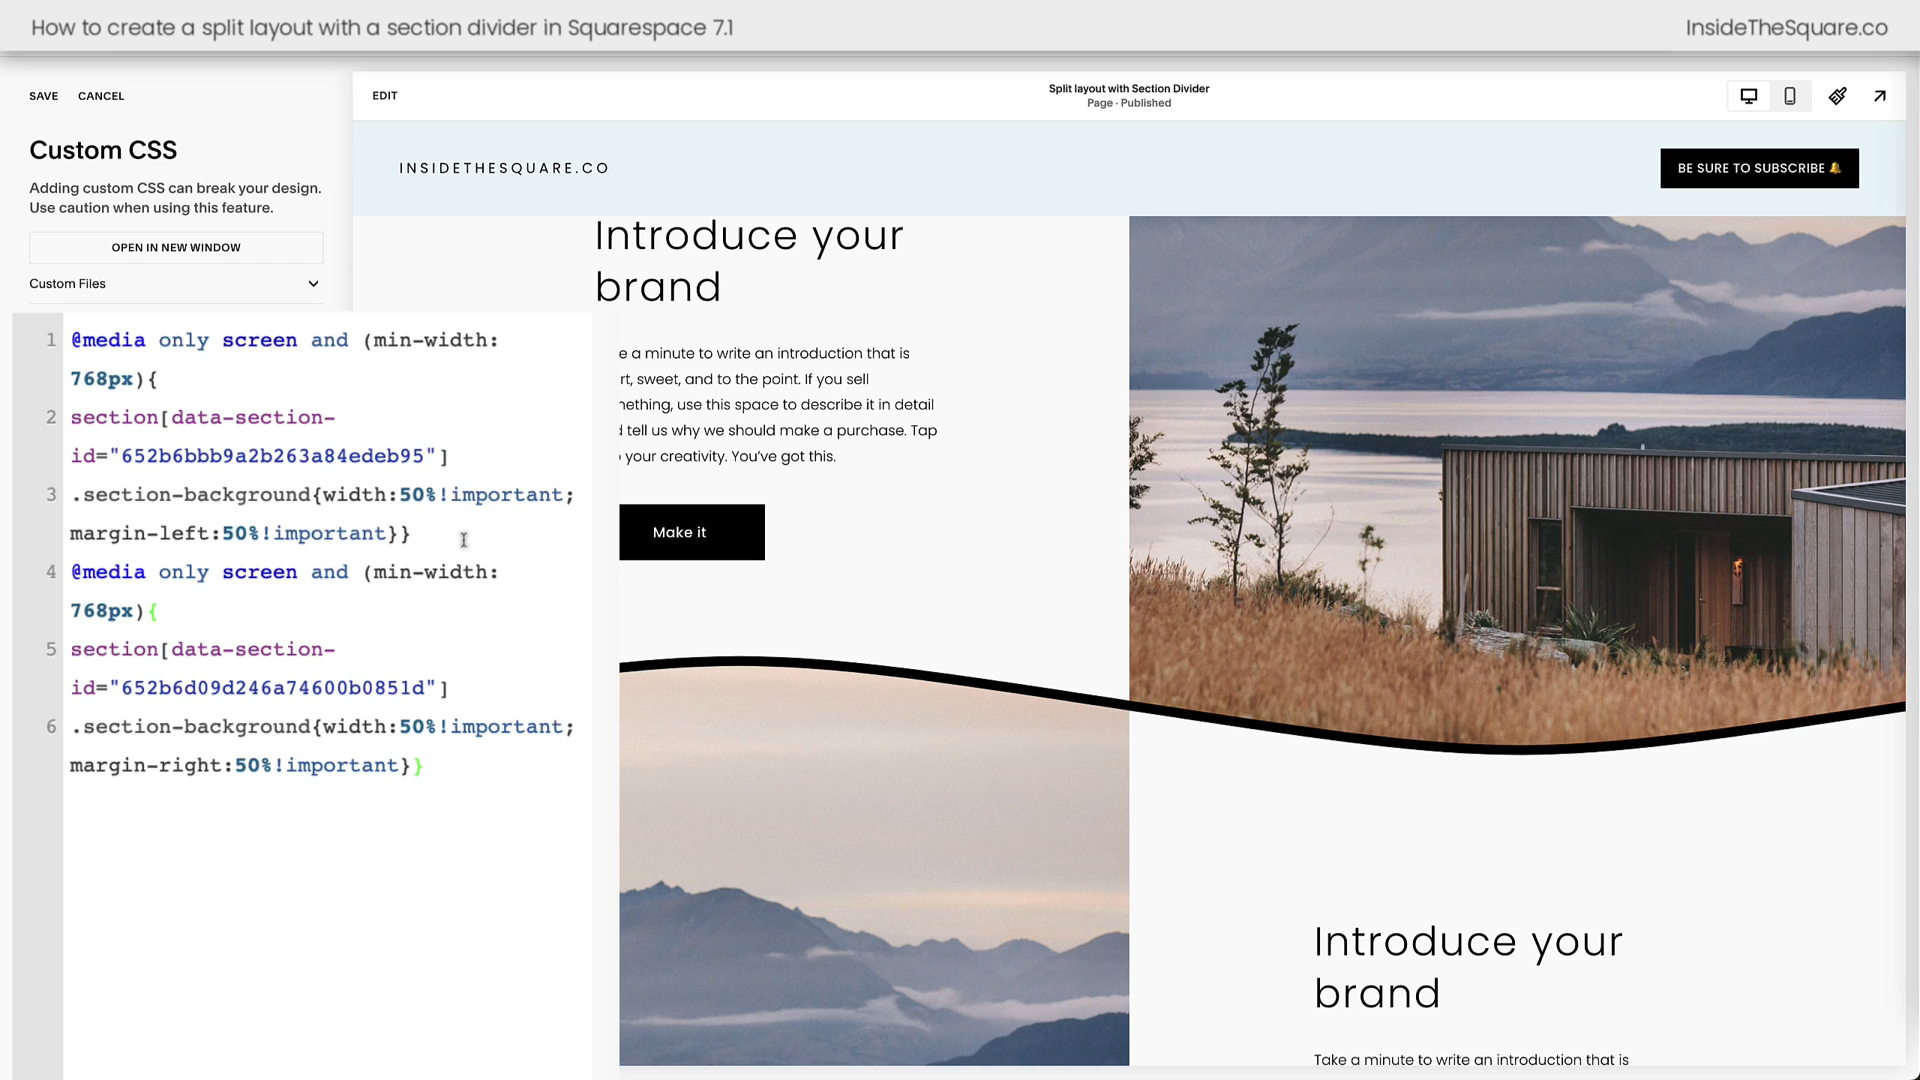 How to create a split layout with a section divider in Squarespace 7.1
InsideTheSquare.co
SAVE CANCEL
EDIT
Split layout with Section Divider
Page · Published
Custom CSS
Adding custom CSS can break your design.
Use caution when using this feature.
OPEN IN NEW WINDOW
Custom Files
INSIDETHESQUARE.CO
BE SURE TO SUBSCRIBE 🔔
1 @media only screen and (min-width:
768px){
2 section[data-section-
id="652b6bbb9a2b263a84edeb95"]
3 .section-background{width:50%!important;
margin-left:50%!important}}
4 @media only screen and (min-width:
768px){
5 section[data-section-
id="652b6d09d246a74600b0851d"]
6 .section-background{width:50%!important;
margin-right:50%!important}}
Introduce your
brand
e a minute to write an introduction that is
rt, sweet, and to the point. If you sell
nething, use this space to describe it in detail
d tell us why we should make a purchase. Tap
your creativity. You've got this.
Make it
Introduce your
brand
Take a minute to write an introduction that is